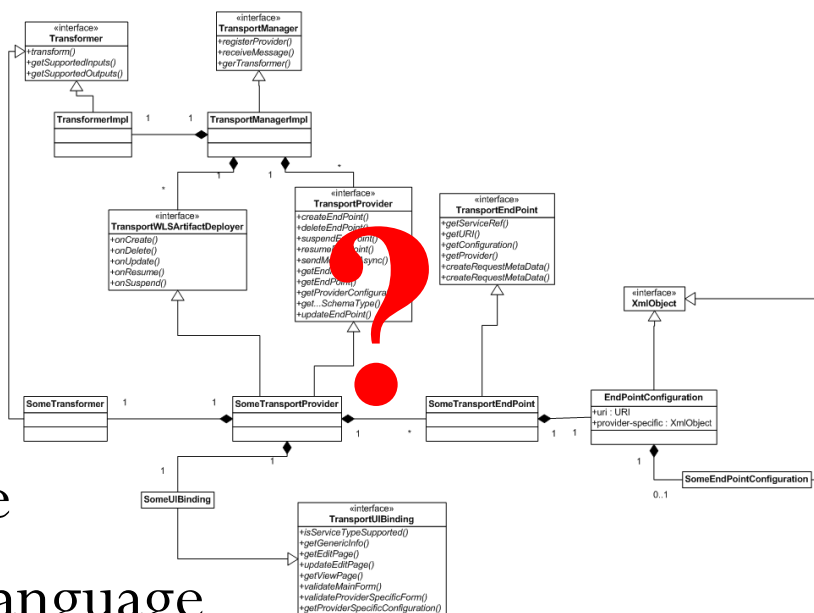 «interface»
Transformer
+transform()
+getSupportedInputs()
+getSupportedOutputs()
«interface»
TransportManager
+registerProvider()
+receiveMessage()
+gerTransformer()
TransformerImpl
1
1
TransportManagerImpl
1
*
1
*
«interface»
TransportWLSArtifactDeployer
+onCreate()
+onDelete()
+onUpdate()
+onResume()
+onSuspend()
«interface»
TransportProvider
+createEndPoint()
+deleteEndPoint()
+getProviderConfigura
+get...SchemaType()
+updateEndPoint()
?
«interface»
TransportEndPoint
+getServiceRef()
+getURI()
+getConfiguration()
+getProvider()
+createRequestMetaData()
+createRequestMetaData()
«interface»
XmlObject
SomeTransformer
1
1
SomeTransportProvider
1
*
SomeTransportEndPoint
1
1
EndPointConfiguration
+uri : URI
+provider-specific : XmlObject
1
0..1
SomeEndPointConfiguration
1
1
SomeUIBinding
«interface»
TransportUIBinding
+isServiceTypeSupported()
+getGenericInfo()
+getEditPage()
+updateEditPage()
+getViewPage()
+validateMainForm()
+validateProviderSpecificForm()
+getProviderSpecificConfiguration()
e
anguage